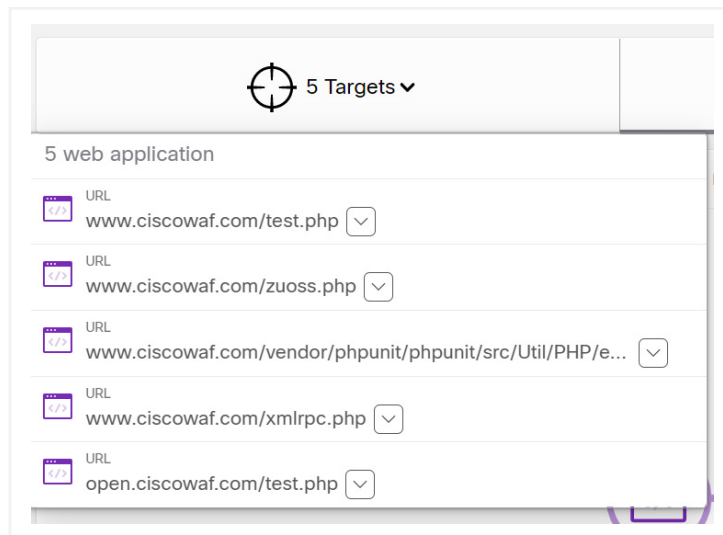 5 Targets
5 web application
URL
www.ciscowaf.com/test.php
URL
www.ciscowaf.com/zuoss.php
URL
www.ciscowaf.com/vendor/phpunit/phpunit/src/Util/PHP/e...
URL
www.ciscowaf.com/xmlrpc.php
URL
open.ciscowaf.com/test.php